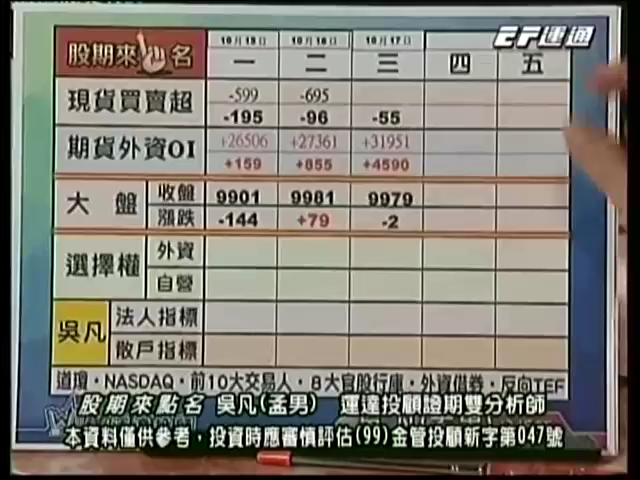 EF運通
10月15日 10月16日 10月17日
股期來點名 一 二 三 四 五
現貨買賣超 -599 -695
-195 -96 -55
期貨外資OI +26506 +27361 +31951
+159 +855 +4590
大盤 收盤 9901 9981 9979
漲跌 -144 +79 -2
選擇權 外資
自營
吳凡 法人指標
散戶指標
道瓊・NASDAQ・前10大交易人・8大官股行庫・外資借券・反向TEF
股期來點名 吳凡(孟男) 運達投顧證期雙分析師
本資料僅供參考,投資時應審慎評估(99)金管投顧新字第047號